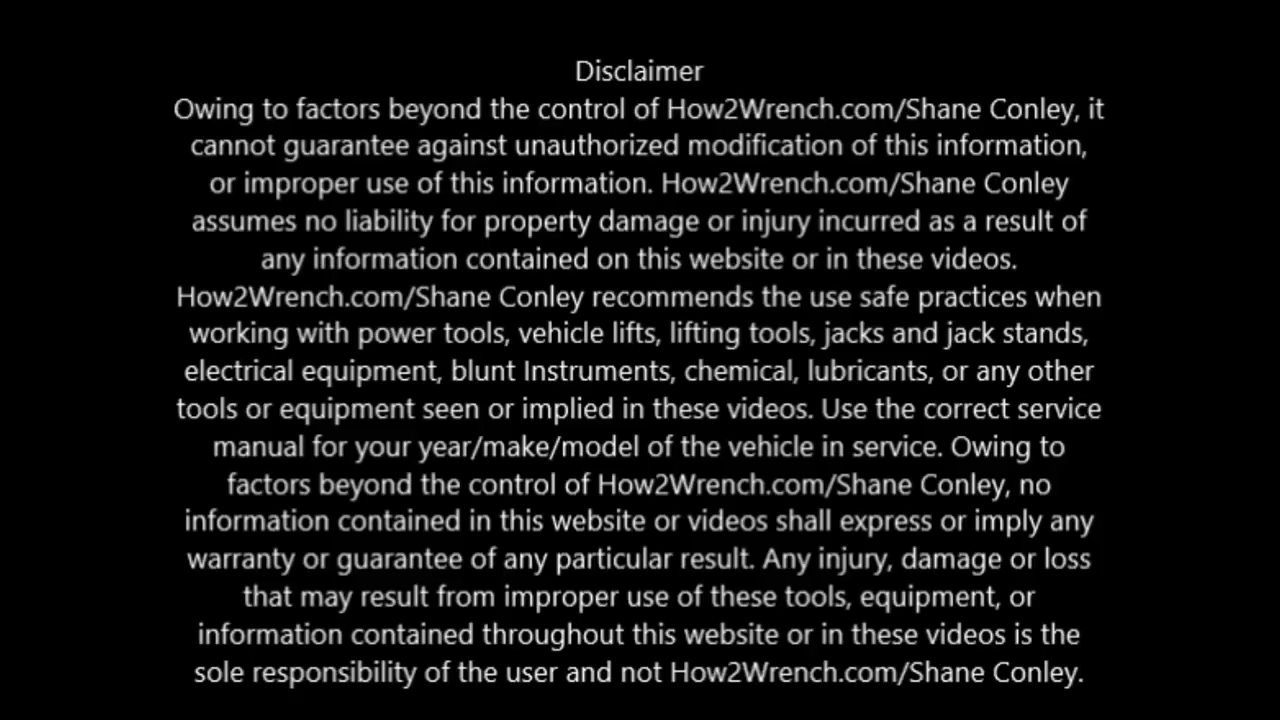 Disclaimer
Owing to factors beyond the control of How2Wrench.com/Shane Conley, it
cannot guarantee against unauthorized modification of this information,
or improper use of this information. How2Wrench.com/Shane Conley
assumes no liability for property damage or injury incurred as a result of
any information contained on this website or in these videos.
How2Wrench.com/Shane Conley recommends the use safe practices when
working with power tools, vehicle lifts, lifting tools, jacks and jack stands,
electrical equipment, blunt Instruments, chemical, lubricants, or any other
tools or equipment seen or implied in these videos. Use the correct service
manual for your year/make/model of the vehicle in service. Owing to
factors beyond the control of How2Wrench.com/Shane Conley, no
information contained in this website or videos shall express or imply any
warranty or guarantee of any particular result. Any injury, damage or loss
that may result from improper use of these tools, equipment, or
information contained throughout this website or in these videos is the
sole responsibility of the user and not How2Wrench.com/Shane Conley.